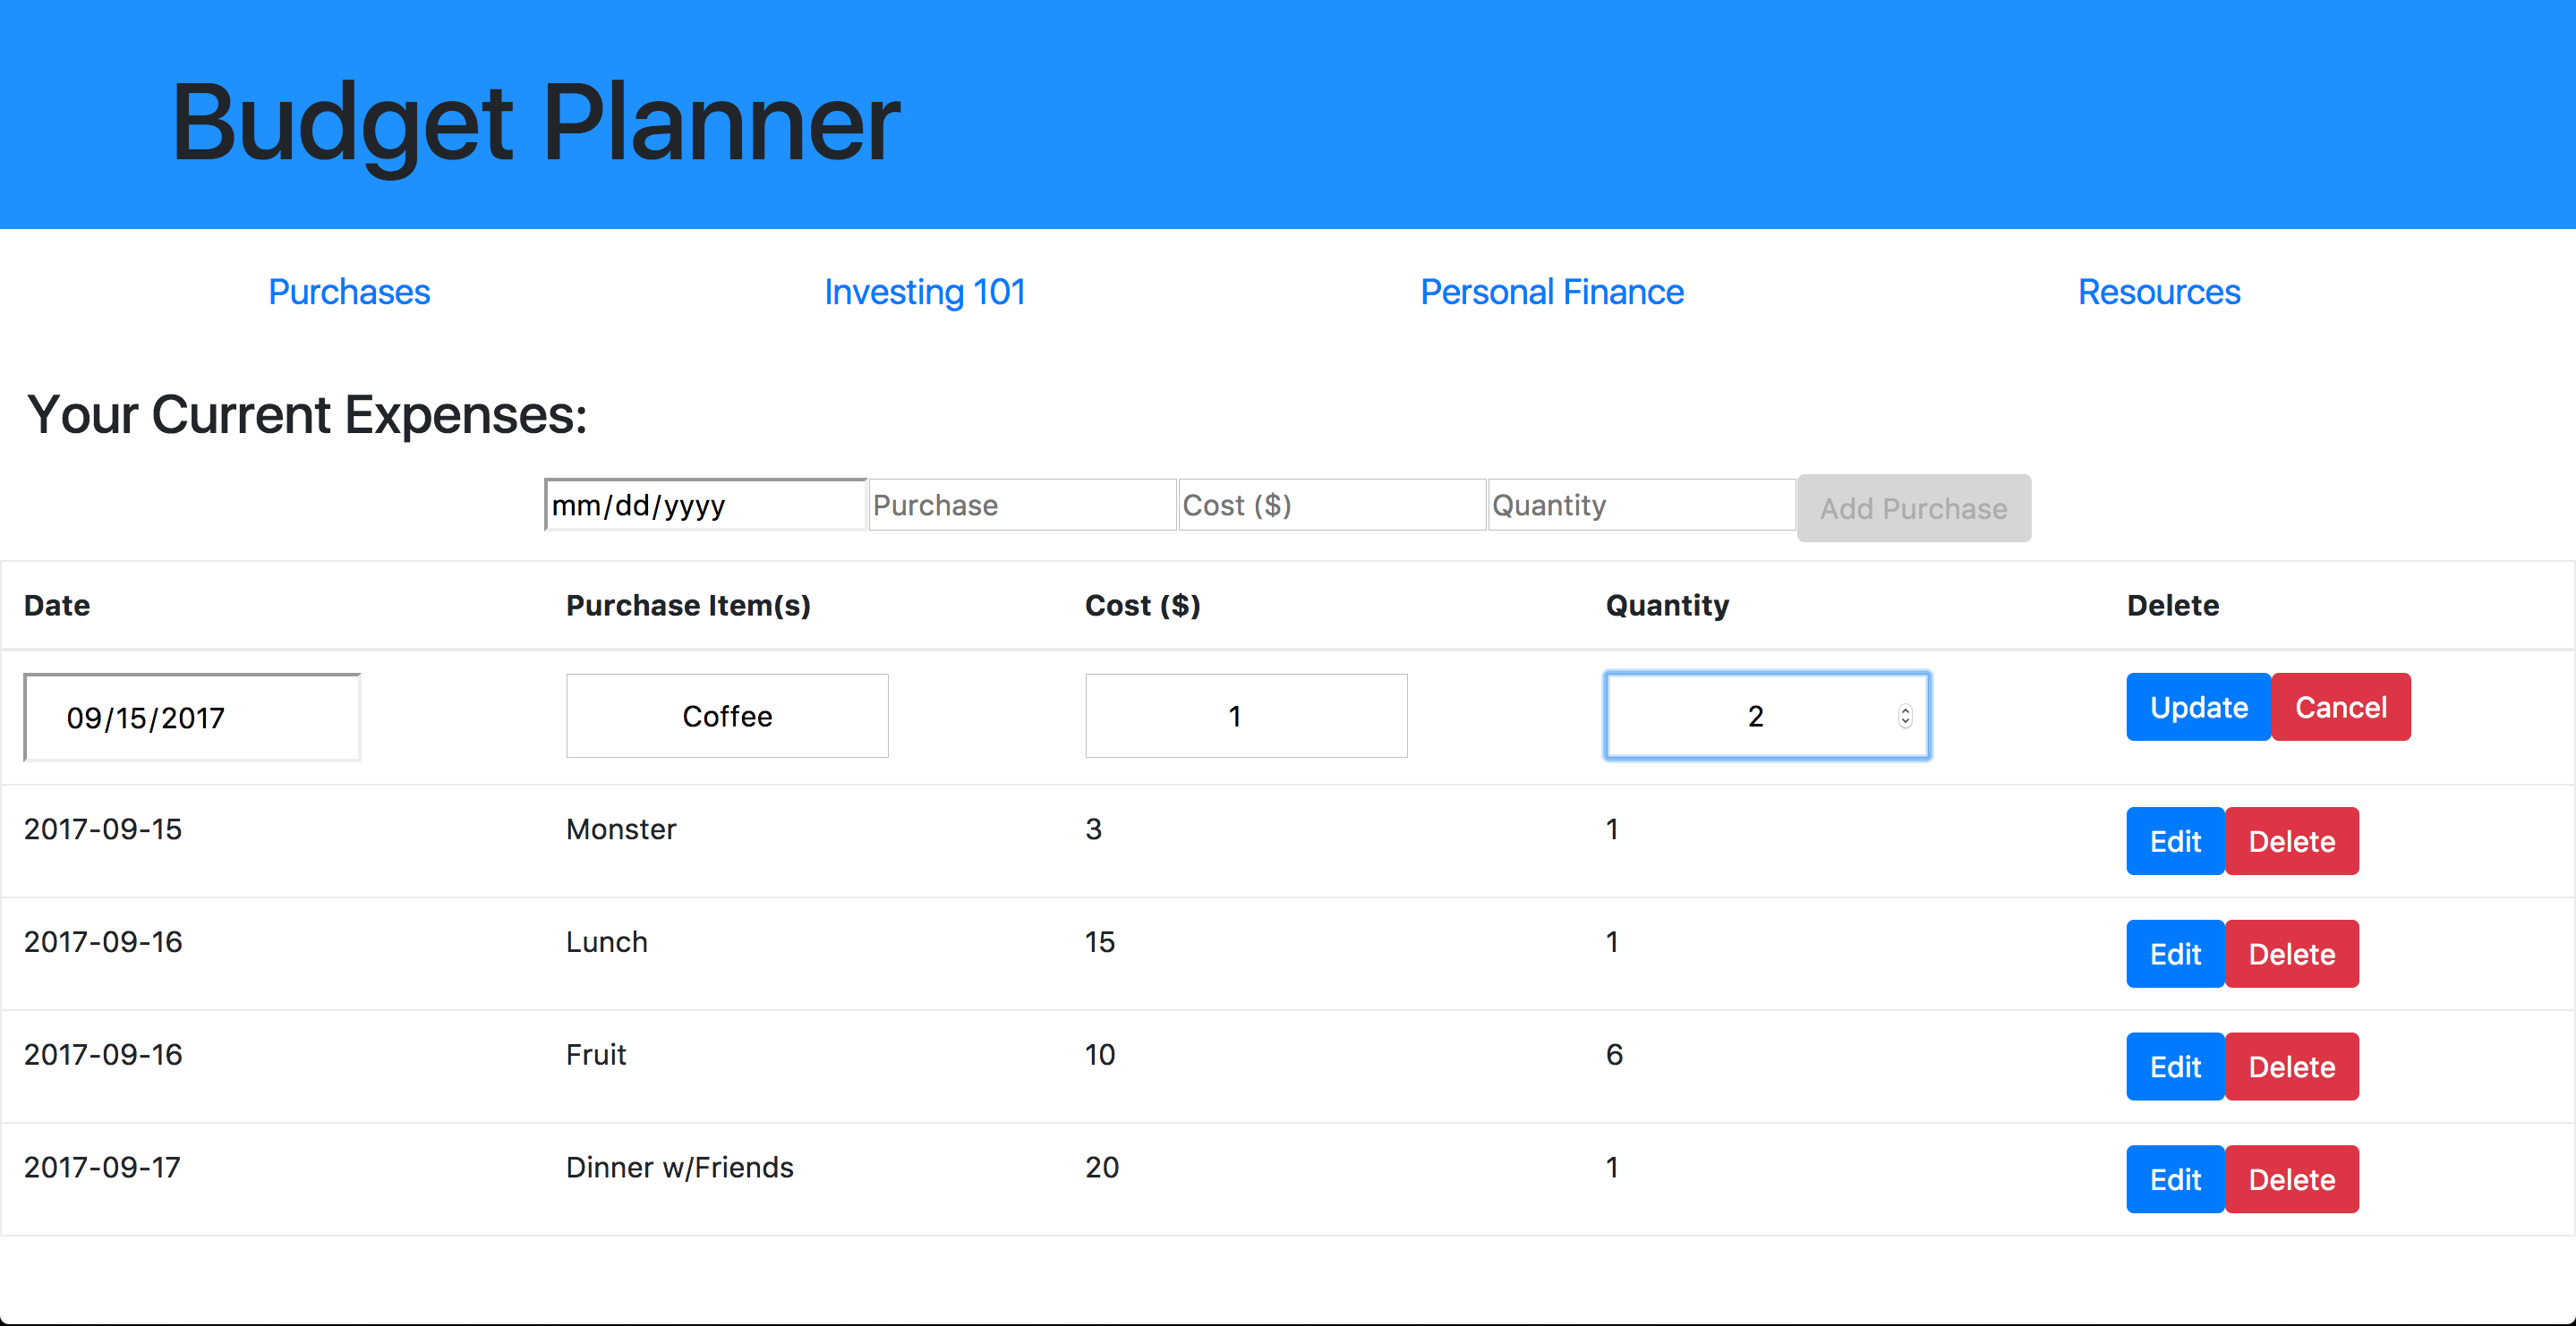 Budget Planner
Purchases Investing 101 Personal Finance Resources
Your Current Expenses:
mm/dd/yyyy Purchase Cost ($) Quantity Add Purchase
Date Purchase Item(s) Cost ($) Quantity Delete
09/15/2017 Coffee 1 2 Update Cancel
2017-09-15 Monster 3 1 Edit Delete
2017-09-16 Lunch 15 1 Edit Delete
2017-09-16 Fruit 10 6 Edit Delete
2017-09-17 Dinner w/Friends 20 1 Edit Delete